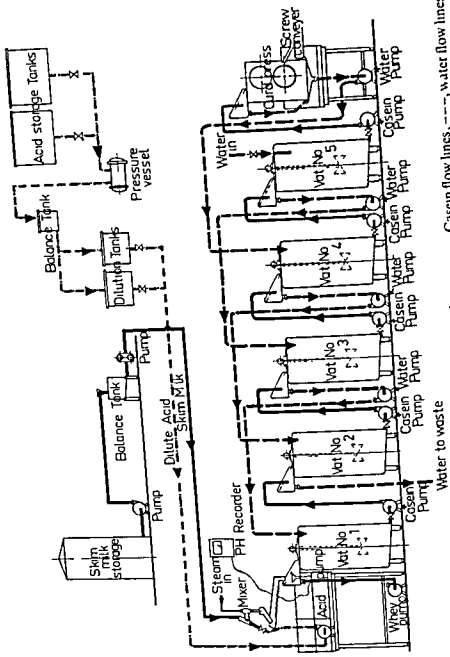 Acid storage Tanks
Pressure
vessel
Balance Tank
Dilution Tanks
Skim
milk
storage
Balance Tank
Pump
Pump
Dilute Acid
Skim Milk
Steam
in
PH Recorder
Mixer
Acid
pump
Whey
pump
Vat No 1
Casein
Pump
Water to waste
Vat No 2
Casein
Pump
Water
Pump
Vat No 3
Casein
Pump
Water
Pump
Vat No 4
Casein
Pump
Water
Pump
Water
in
Vat No 5
Casein
Pump
Water
Pump
Curd press
Screw
conveyer
Casein flow lines, ---, water flow lines